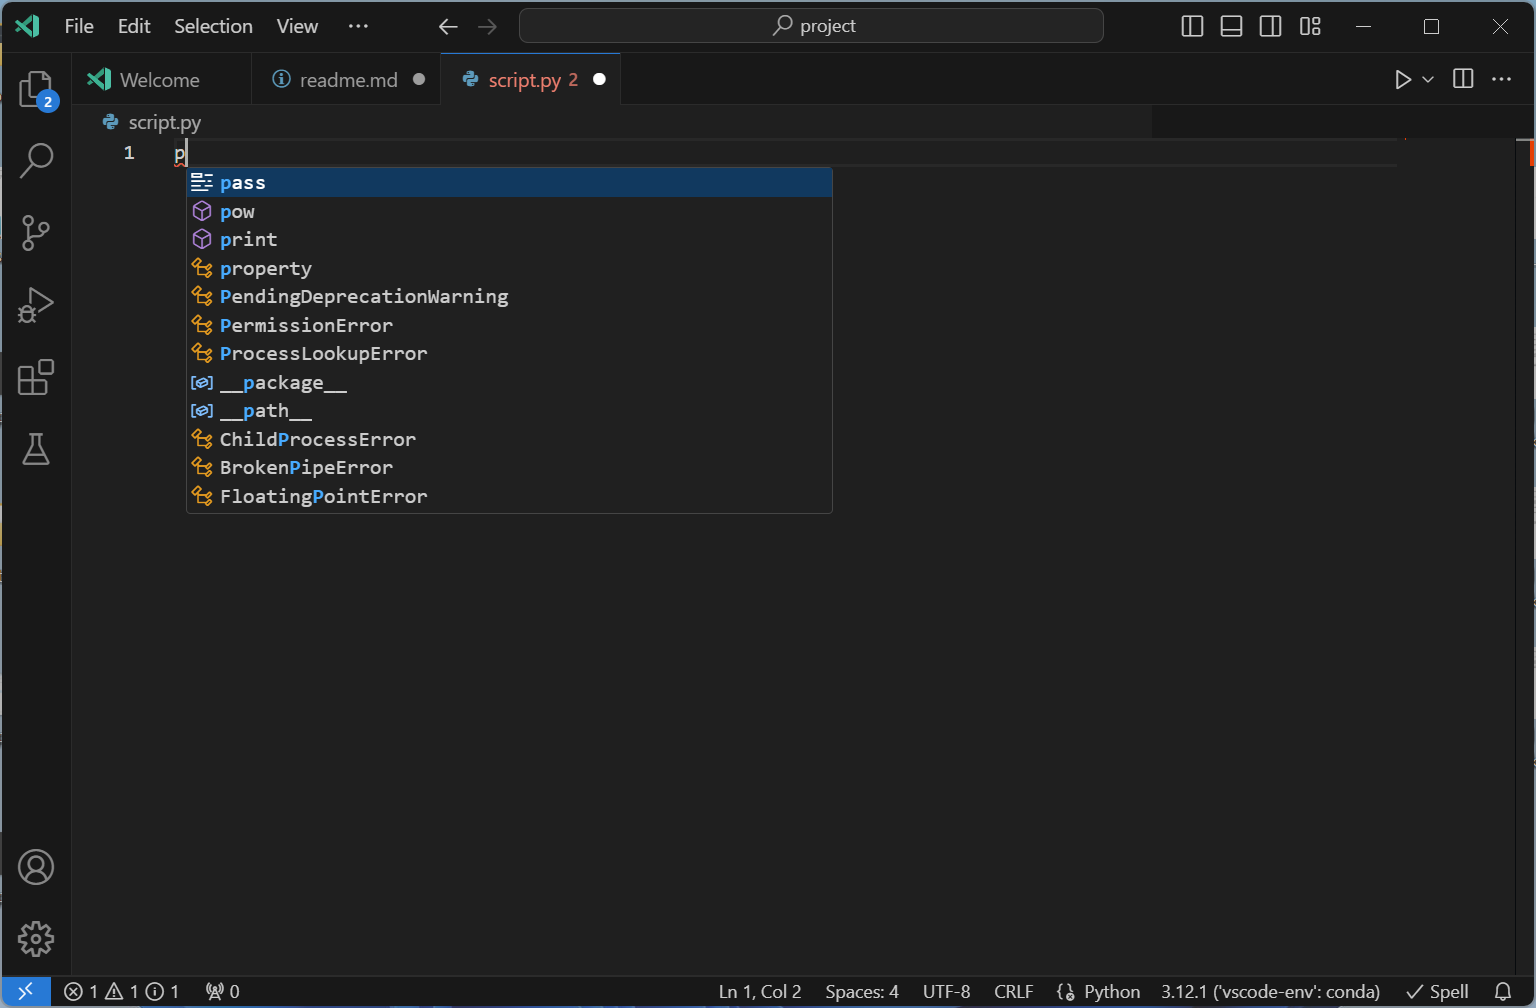 File Edit Selection View ··· project
Welcome readme.md script.py 2
2
script.py
1 p
pass
pow
print
property
PendingDeprecationWarning
PermissionError
ProcessLookupError
__package__
__path__
ChildProcessError
BrokenPipeError
FloatingPointError
1 1 1 0 Ln 1, Col 2 Spaces: 4 UTF-8 CRLF Python 3.12.1 ('vscode-env': conda) Spell